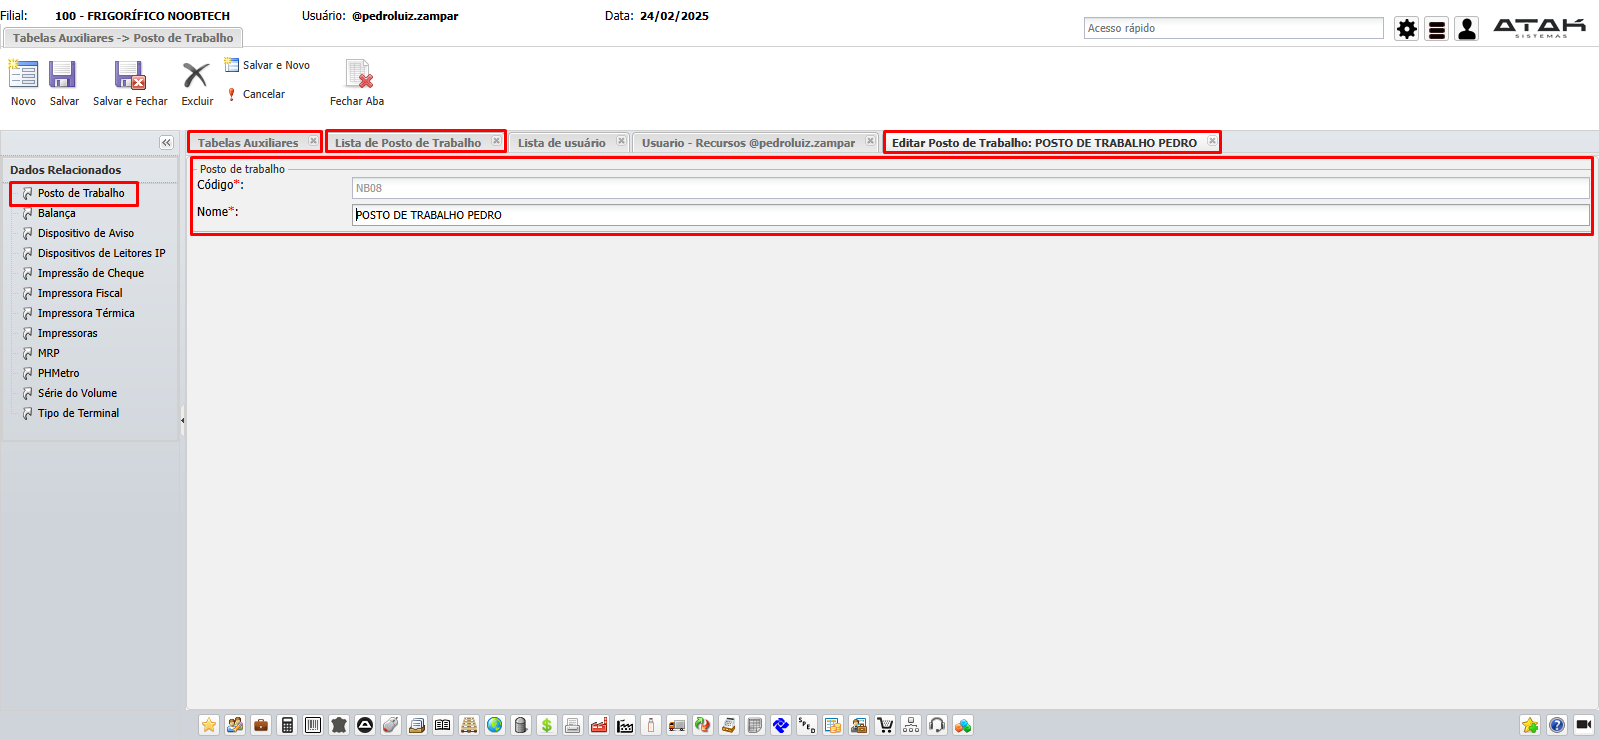 Filial: 100 - FRIGORÍFICO NOOBTECH Usuário: @pedroluiz.zampar Data: 24/02/2025
Acesso rápido
ATAK
SISTEMAS
Tabelas Auxiliares -> Posto de Trabalho
Novo
Salvar
Salvar e Fechar
Excluir
Salvar e Novo
Cancelar
Fechar Aba
Tabelas Auxiliares
Lista de Posto de Trabalho
Lista de usuário
Usuario - Recursos @pedroluiz.zampar
Editar Posto de Trabalho: POSTO DE TRABALHO PEDRO
Dados Relacionados
Posto de Trabalho
Balança
Dispositivo de Aviso
Dispositivos de Leitores IP
Impressão de Cheque
Impressora Fiscal
Impressora Térmica
Impressoras
MRP
PHMetro
Série do Volume
Tipo de Terminal
Posto de trabalho
Código*: NB08
Nome*: POSTO DE TRABALHO PEDRO
SPED